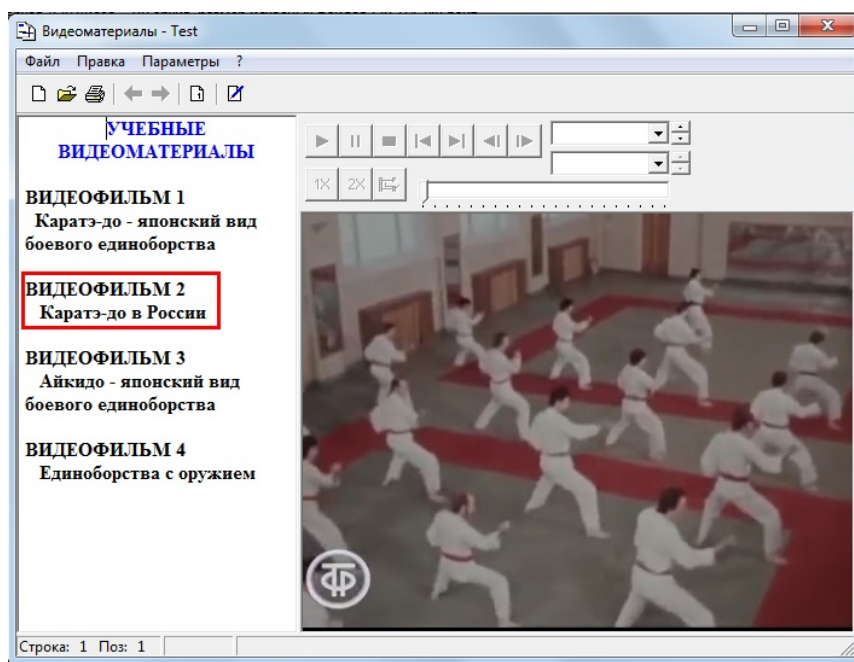 Видеоматериалы - Test
Файл Правка Параметры ?
УЧЕБНЫЕ
ВИДЕОМАТЕРИАЛЫ
ВИДЕОФИЛЬМ 1
Каратэ-до - японский вид
боевого единоборства
ВИДЕОФИЛЬМ 2
Каратэ-до в России
ВИДЕОФИЛЬМ 3
Айкидо - японский вид
боевого единоборства
ВИДЕОФИЛЬМ 4
Единоборства с оружием
1X 2X
Строка: 1 Поз: 1